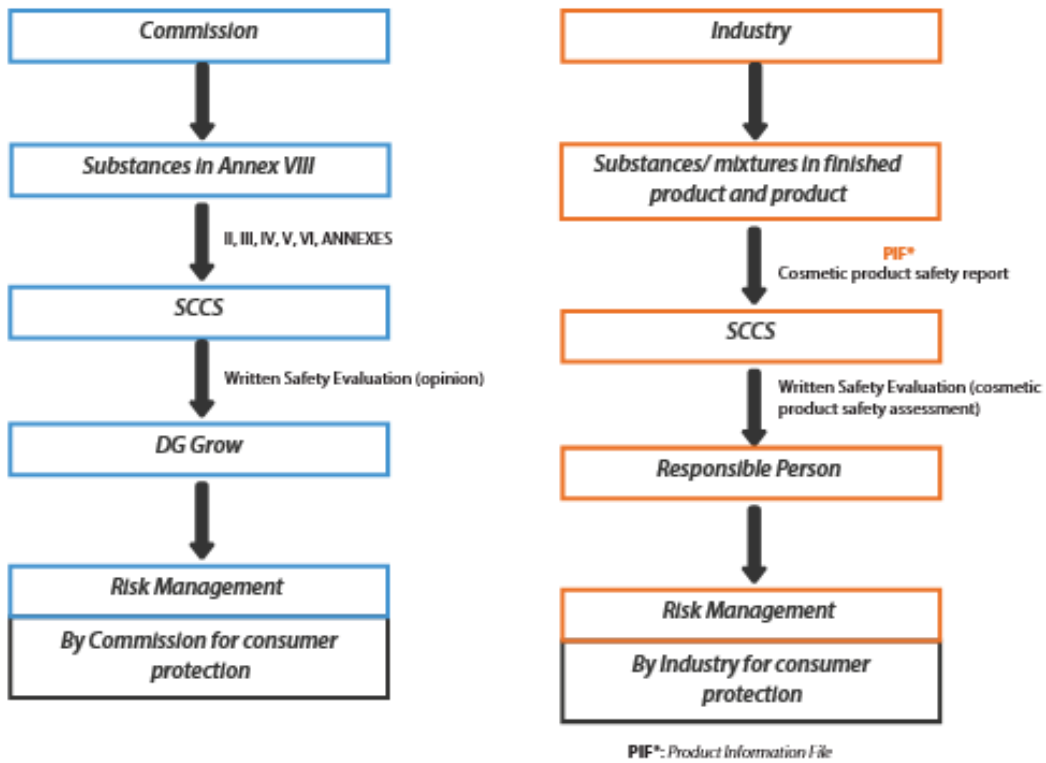 Commission
Substances in Annex VIII
II, III, IV, V, VI, ANNEXES
SCCS
Written Safety Evaluation (opinion)
DG Grow
Risk Management
By Commission for consumer
protection
Industry
Substances/ mixtures in finished
product and product
PIF*
Cosmetic product safety report
SCCS
Written Safety Evaluation (cosmetic
product safety assessment)
Responsible Person
Risk Management
By Industry for consumer
protection
PIF*: Product Information File